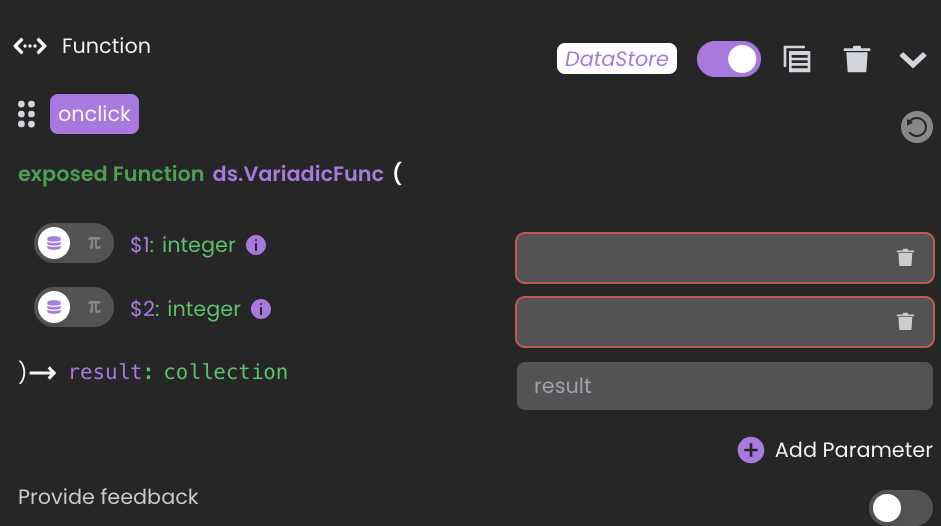 Function
DataStore
onclick
exposed Function ds.VariadicFunc (
π $1: integer i
π $2: integer i
)→ result: collection
result
+ Add Parameter
Provide feedback